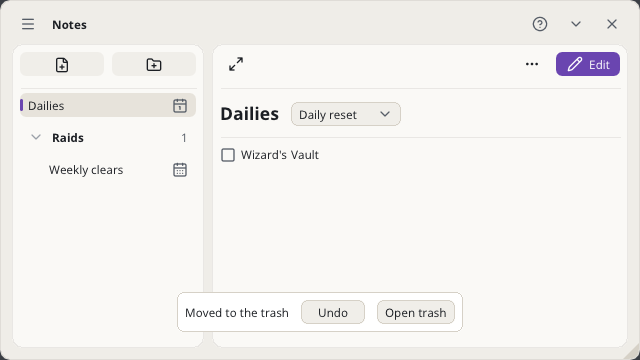 Notes
Edit
Dailies
Raids
1
Weekly clears
Dailies
Daily reset
Wizard's Vault
Moved to the trash
Undo
Open trash